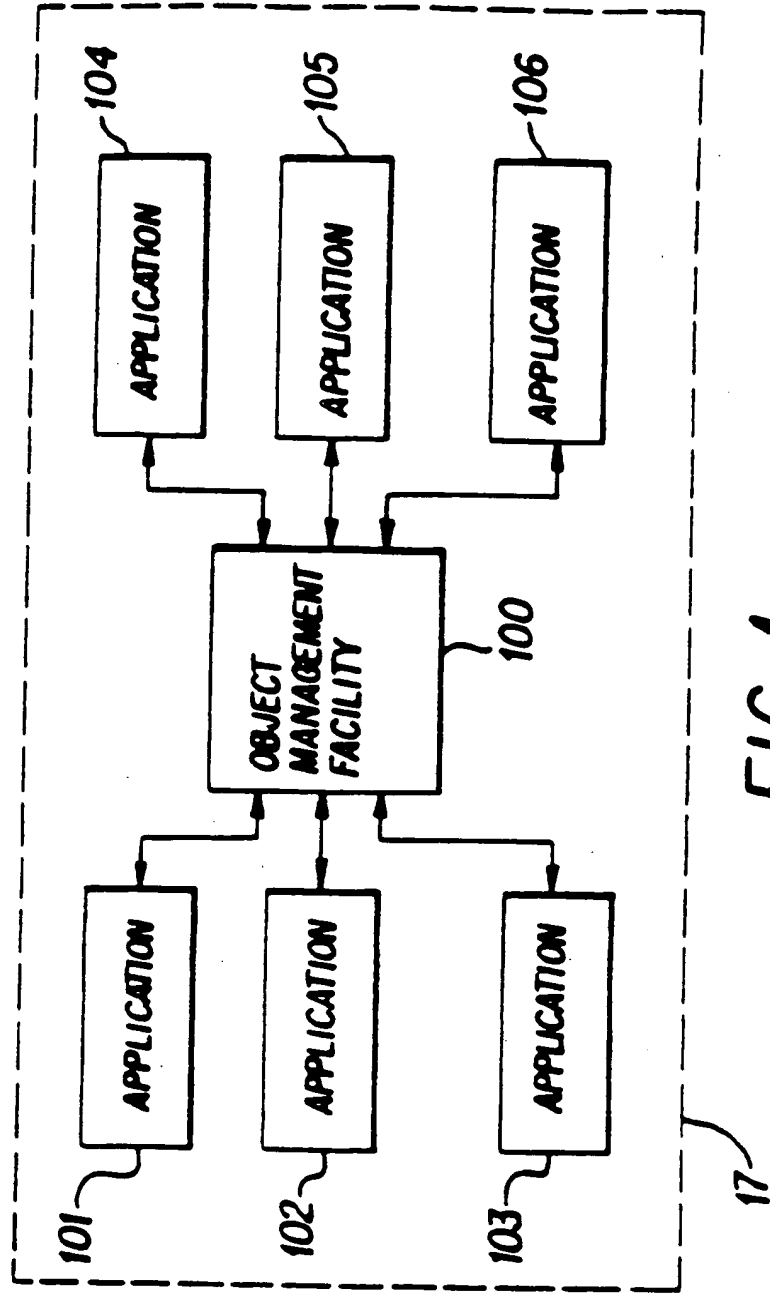 101
APPLICATION
104
APPLICATION
102
APPLICATION
OBJECT
MANAGEMENT
FACILITY
100
105
APPLICATION
103
APPLICATION
106
APPLICATION
17